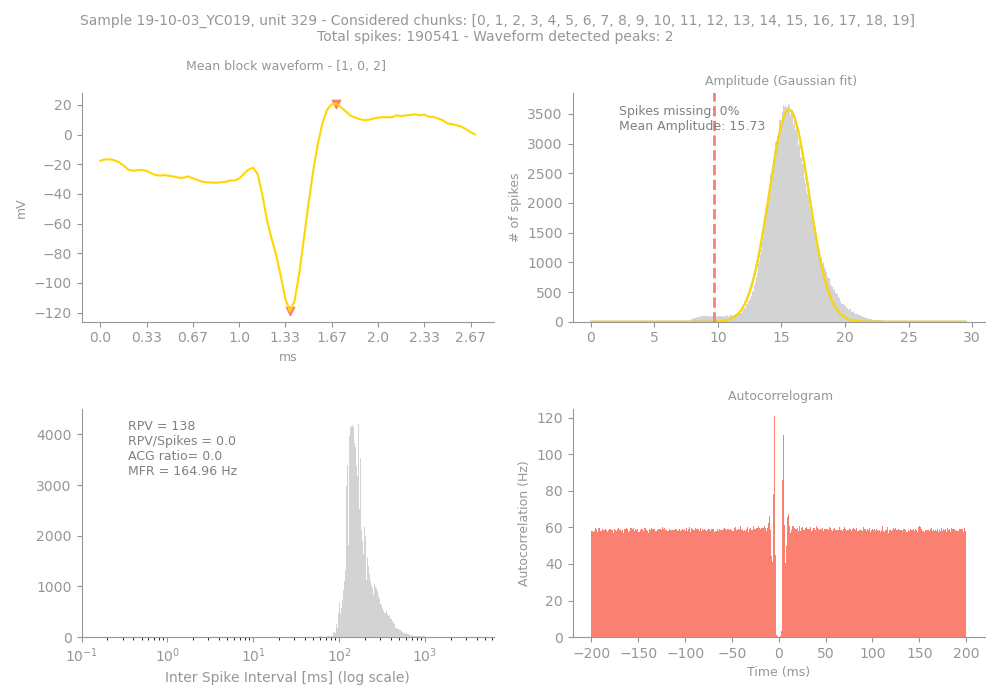 Sample 19-10-03_YC019, unit 329 - Considered chunks: [0, 1, 2, 3, 4, 5, 6, 7, 8, 9, 10, 11, 12, 13, 14, 15, 16, 17, 18, 19]
Total spikes: 190541 - Waveform detected peaks: 2
Mean block waveform - [1, 0, 2]
20
0
−20
−40
−60
−80
−100
−120
mV
0.0 0.33 0.67 1.0 1.33 1.67 2.0 2.33 2.67
ms
Amplitude (Gaussian fit)
Spikes missing: 0%
Mean Amplitude: 15.73
3500
3000
2500
2000
1500
1000
500
0
# of spikes
0 5 10 15 20 25 30
RPV = 138
RPV/Spikes = 0.0
ACG ratio= 0.0
MFR = 164.96 Hz
4000
3000
2000
1000
0
10⁻¹ 10⁰ 10¹ 10² 10³
Inter Spike Interval [ms] (log scale)
Autocorrelogram
120
100
80
60
40
20
0
Autocorrelation (Hz)
−200 −150 −100 −50 0 50 100 150 200
Time (ms)